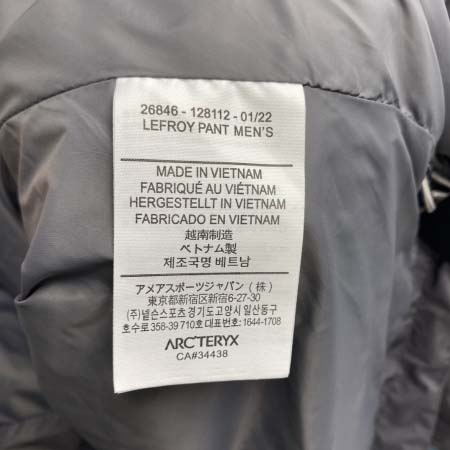 26846 - 128112 - 01/22
LEFROY PANT MEN'S
MADE IN VIETNAM
FABRIQUÉ AU VIÉTNAM
HERGESTELLT IN VIETNAM
FABRICADO EN VIETNAM
越南制造
ベトナム製
제조국명 베트남
アメアスポーツジャパン (株)
東京都新宿区新宿6-27-30
(주)넬슨스포츠 경기도고양시 일산동구
호수로 358-39 710호대표번호: 1644-1708
ARC'TERYX
CA#34438